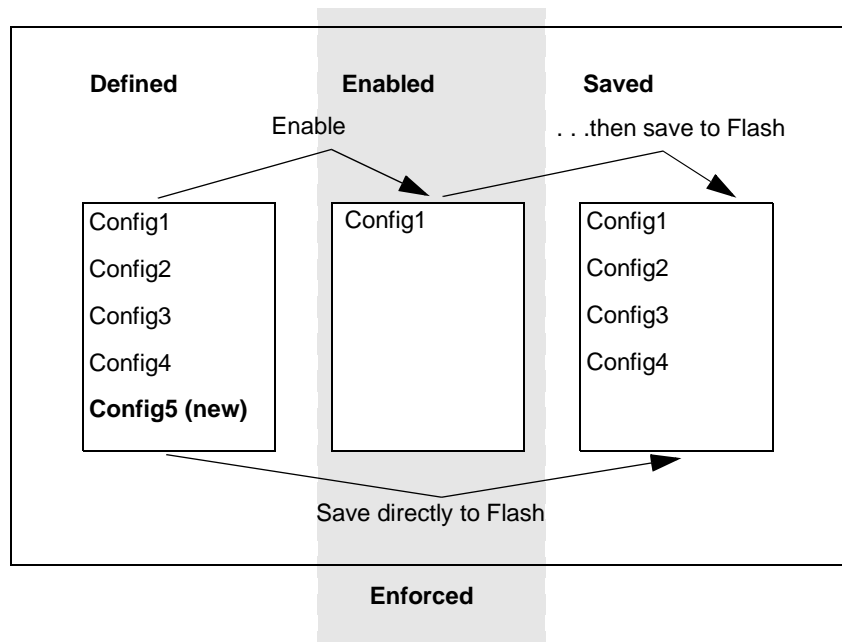 Defined
Enabled
Saved
Enable
. . .then save to Flash
Config1
Config2
Config3
Config4
Config5 (new)
Config1
Config1
Config2
Config3
Config4
Save directly to Flash
Enforced